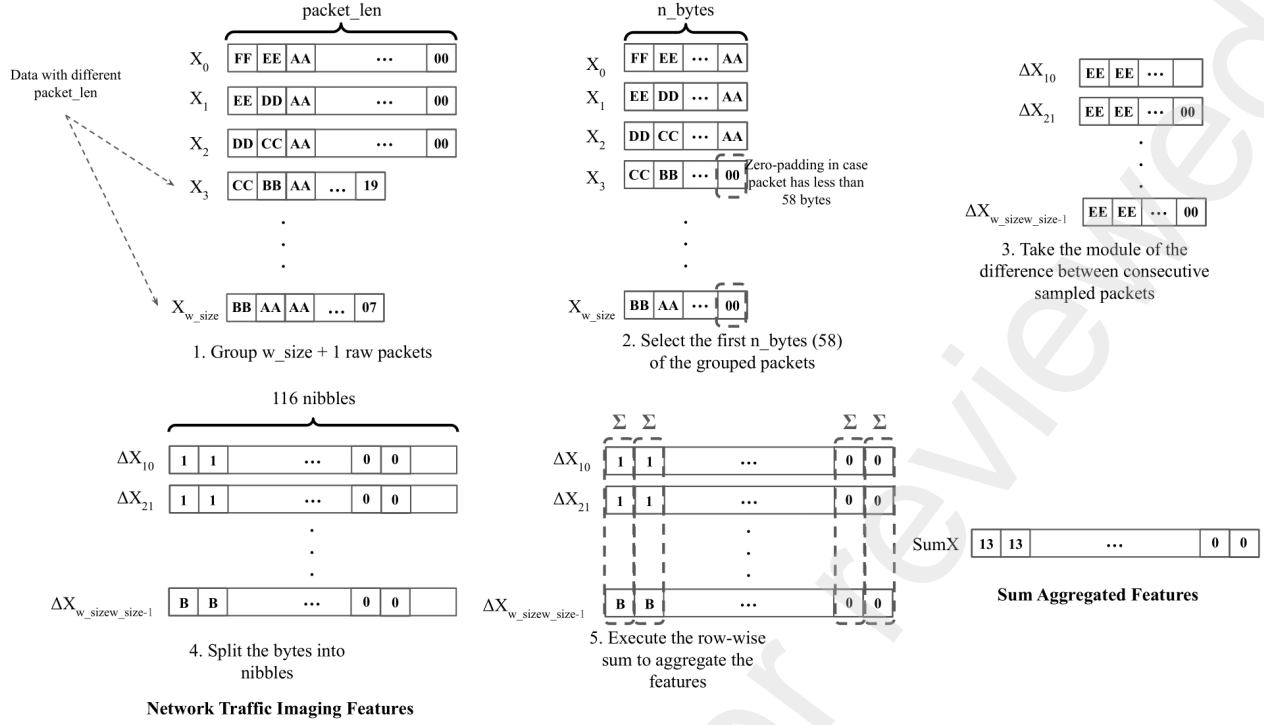 packet_len
X0 FF EE AA ... 00
Data with different
packet_len
X1 EE DD AA ... 00
X2 DD CC AA ... 00
X3 CC BB AA ... 19
.
.
.
Xw_size BB AA AA ... 07
1. Group w_size + 1 raw packets
n_bytes
X0 FF EE ... AA
X1 EE DD ... AA
X2 DD CC ... AA
X3 CC BB ... 00
Zero-padding in case
packet has less than
58 bytes
.
.
.
Xw_size BB AA ... 00
2. Select the first n_bytes (58)
of the grouped packets
ΔX10 EE EE ...
ΔX21 EE EE ... 00
.
.
.
ΔXw_sizew_size-1 EE EE ... 00
3. Take the module of the
difference between consecutive
sampled packets
116 nibbles
ΔX10 1 1 ... 0 0
ΔX21 1 1 ... 0 0
.
.
.
ΔXw_sizew_size-1 B B ... 0 0
4. Split the bytes into
nibbles
Network Traffic Imaging Features
Σ Σ Σ Σ
ΔX10 1 1 ... 0 0
ΔX21 1 1 ... 0 0
.
.
.
ΔXw_sizew_size-1 B B ... 0 0
5. Execute the row-wise
sum to aggregate the
features
SumX 13 13 ... 0 0
Sum Aggregated Features
r reviewed